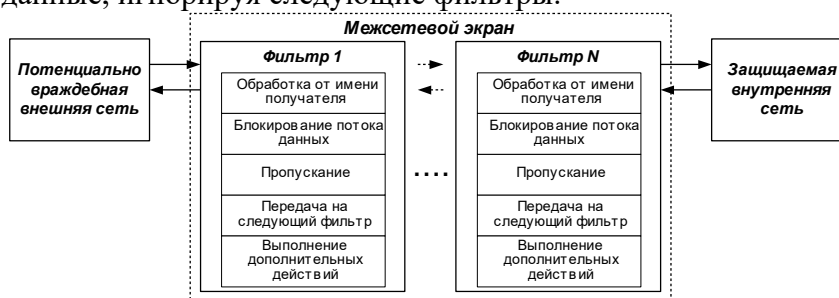 данные, игнорируя следующие фильтры.
Межсетевой экран
Потенциально
враждебная
внешняя сеть
Фильтр 1
Обработка от имени
получателя
Блокирование потока
данных
Пропускание
Передача на
следующий фильтр
Выполнение
дополнительных
действий
....
Фильтр N
Обработка от имени
получателя
Блокирование потока
данных
Пропускание
Передача на
следующий фильтр
Выполнение
дополнительных
действий
Защищаемая
внутренняя
сеть